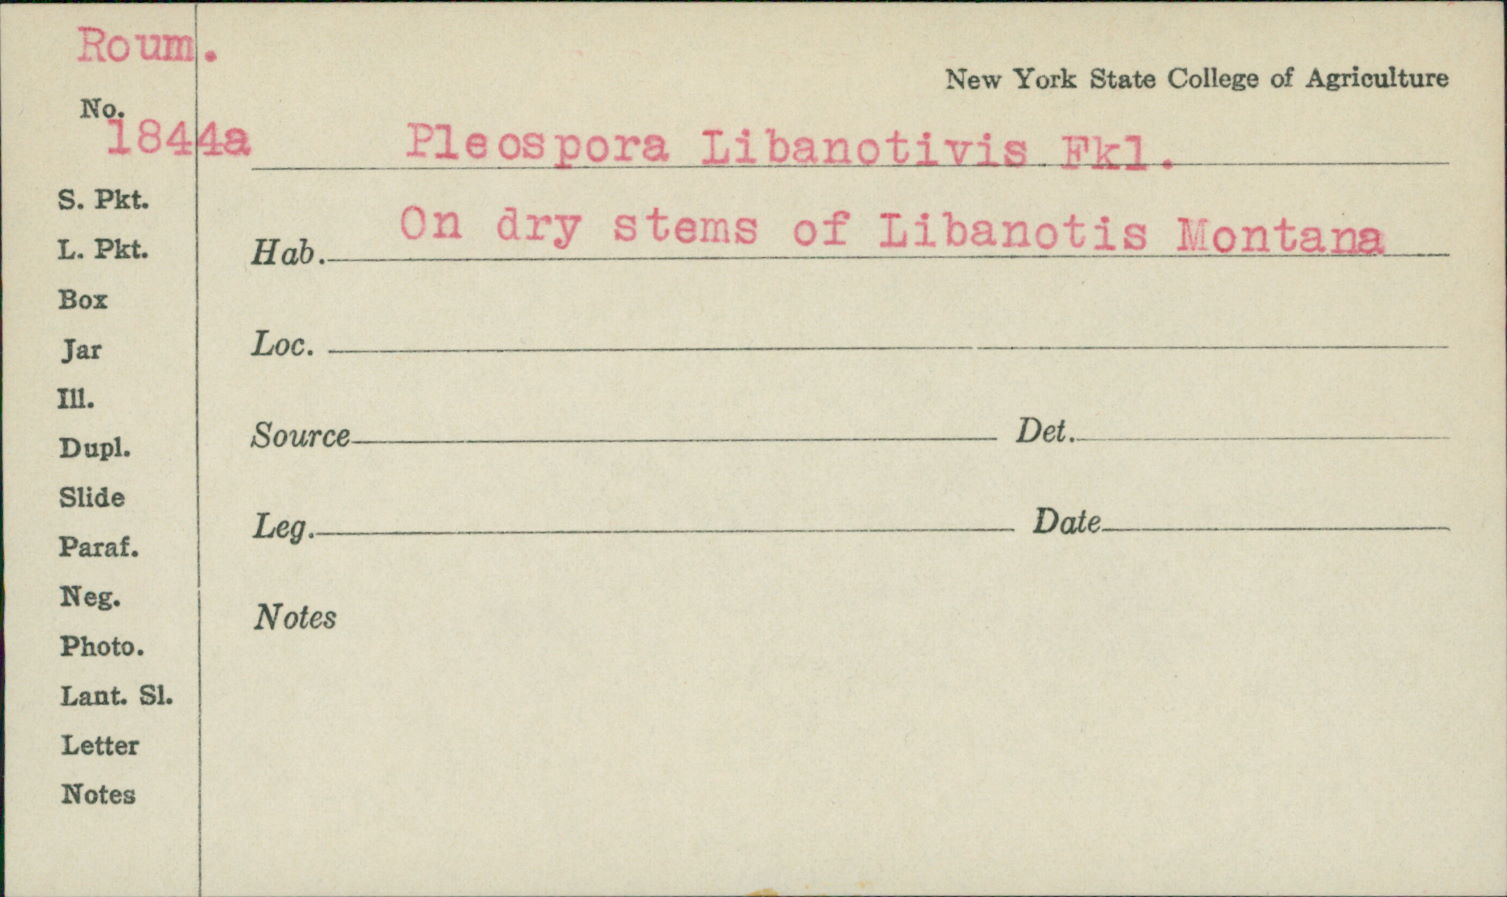 Roum.
New York State College of Agriculture
No.
1844a Pleospora Libanotivis Fkl.
S. Pkt.
Hab. On dry stems of Libanotis Montana
L. Pkt.
Box
Loc.
Jar
Ill.
Source Det.
Dupl.
Slide
Leg. Date
Paraf.
Neg.
Notes
Photo.
Lant. Sl.
Letter
Notes